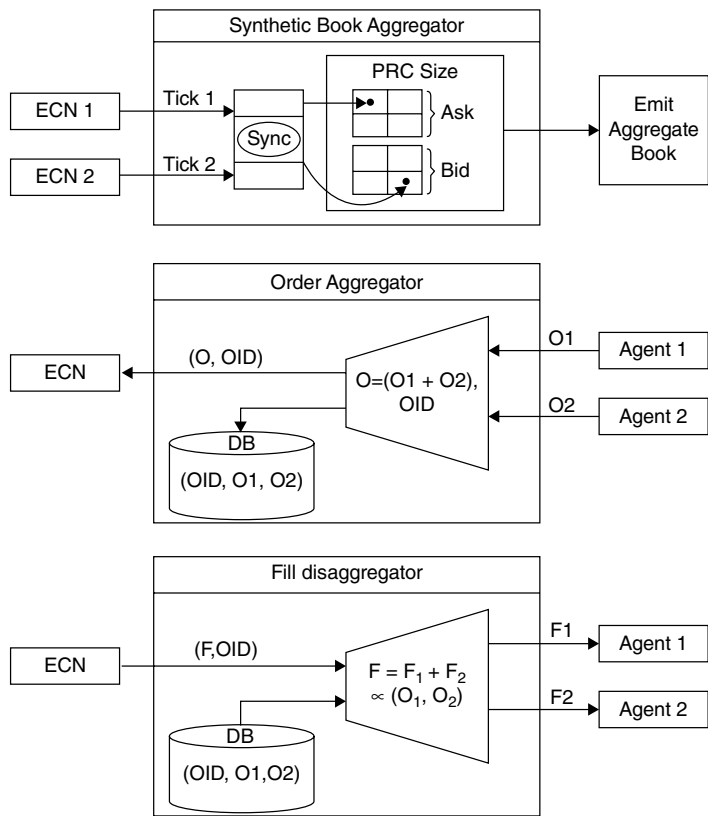 Synthetic Book Aggregator
PRC Size
ECN 1
Tick 1
Ask
Sync
Emit
Aggregate
Book
ECN 2
Tick 2
Bid
Order Aggregator
ECN
(O, OID)
O1
Agent 1
O=(O1 + O2),
OID
O2
Agent 2
DB
(OID, O1, O2)
Fill disaggregator
ECN
(F,OID)
F1
Agent 1
F = F₁ + F₂
∝ (O₁, O₂)
F2
Agent 2
DB
(OID, O1,O2)